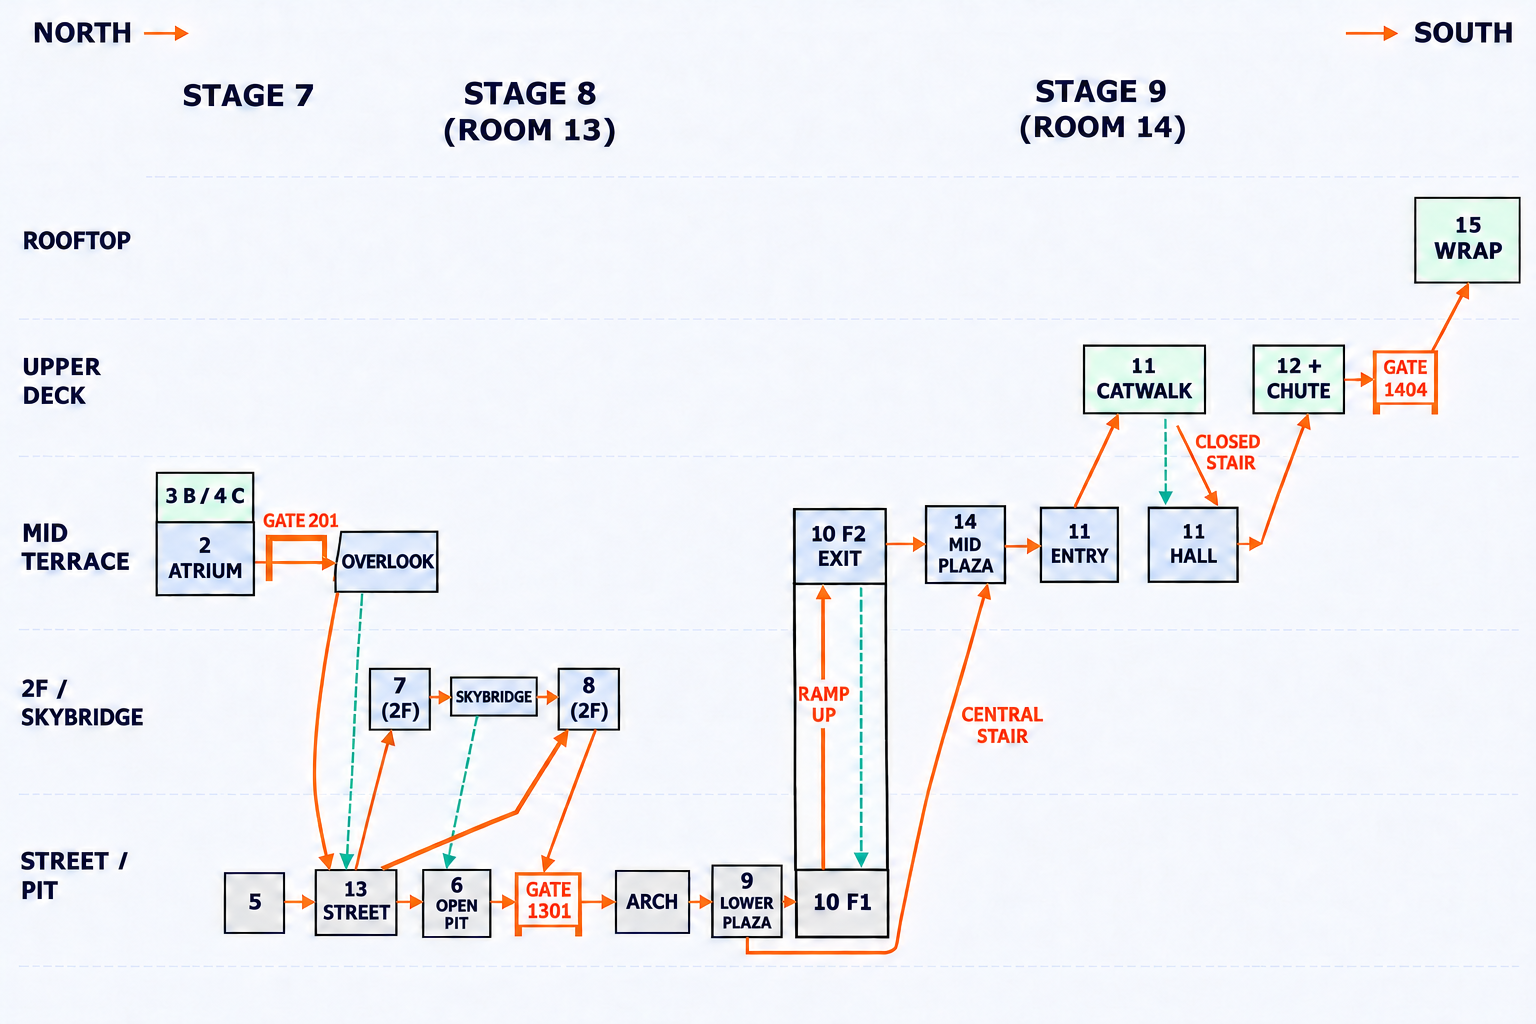 NORTH
SOUTH
STAGE 7
STAGE 8
(ROOM 13)
STAGE 9
(ROOM 14)
ROOFTOP
15
WRAP
UPPER
DECK
11
CATWALK
12 +
CHUTE
GATE
1404
CLOSED
STAIR
MID
TERRACE
3 B / 4 C
2
ATRIUM
GATE 201
OVERLOOK
10 F2
EXIT
14
MID
PLAZA
11
ENTRY
11
HALL
2F /
SKYBRIDGE
7
(2F)
SKYBRIDGE
8
(2F)
RAMP
UP
CENTRAL
STAIR
STREET /
PIT
5
13
STREET
6
OPEN
PIT
GATE
1301
ARCH
9
LOWER
PLAZA
10 F1